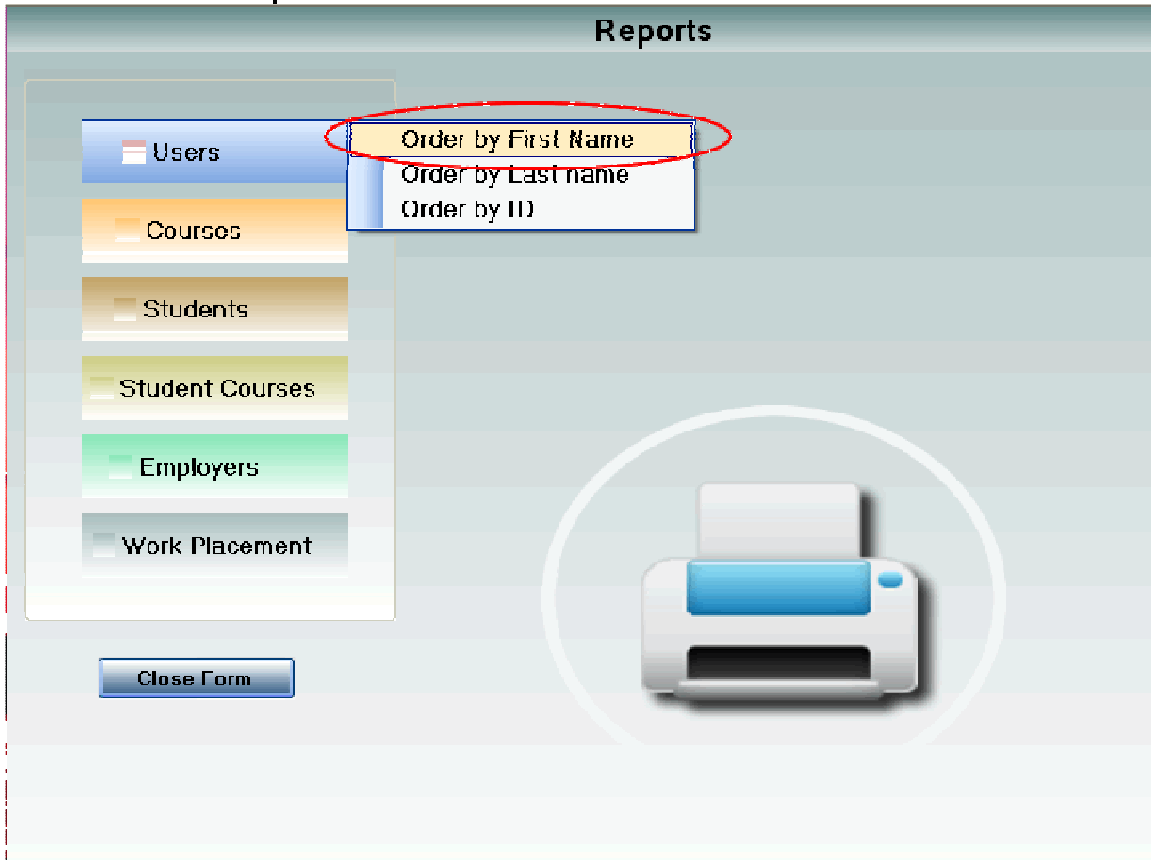 Reports
Users
Order by First Name
Order by Last name
Order by ID
Courses
Students
Student Courses
Employers
Work Placement
Close Form